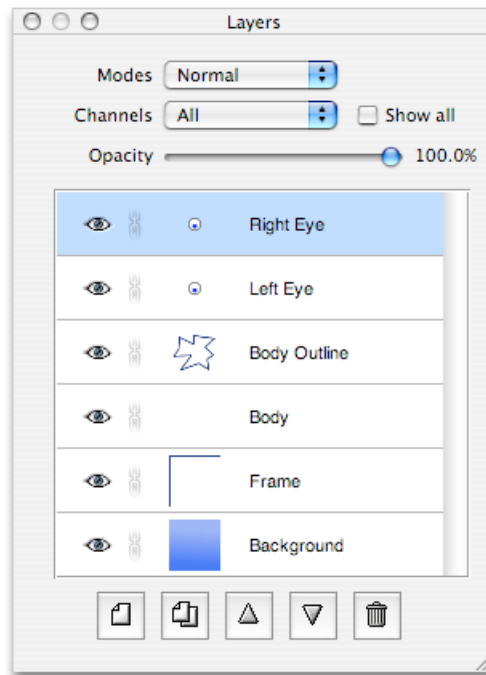 Layers
Modes Normal
Channels All Show all
Opacity 100.0%
Right Eye
Left Eye
Body Outline
Body
Frame
Background